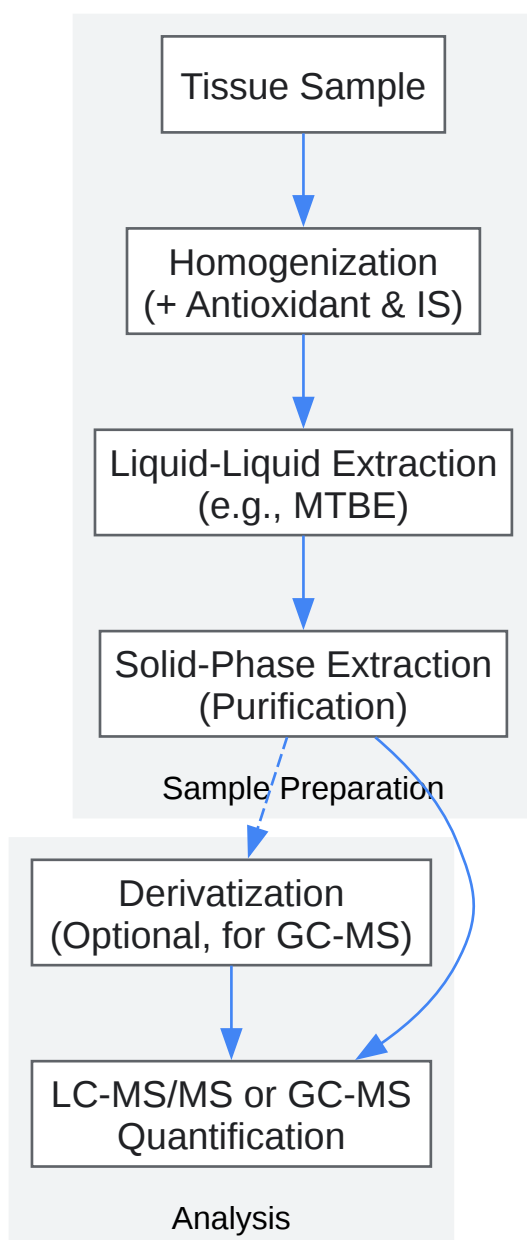 Tissue Sample
Homogenization
(+ Antioxidant & IS)
Liquid-Liquid Extraction
(e.g., MTBE)
Solid-Phase Extraction
(Purification)
Sample Preparation
Derivatization
(Optional, for GC-MS)
LC-MS/MS or GC-MS
Quantification
Analysis